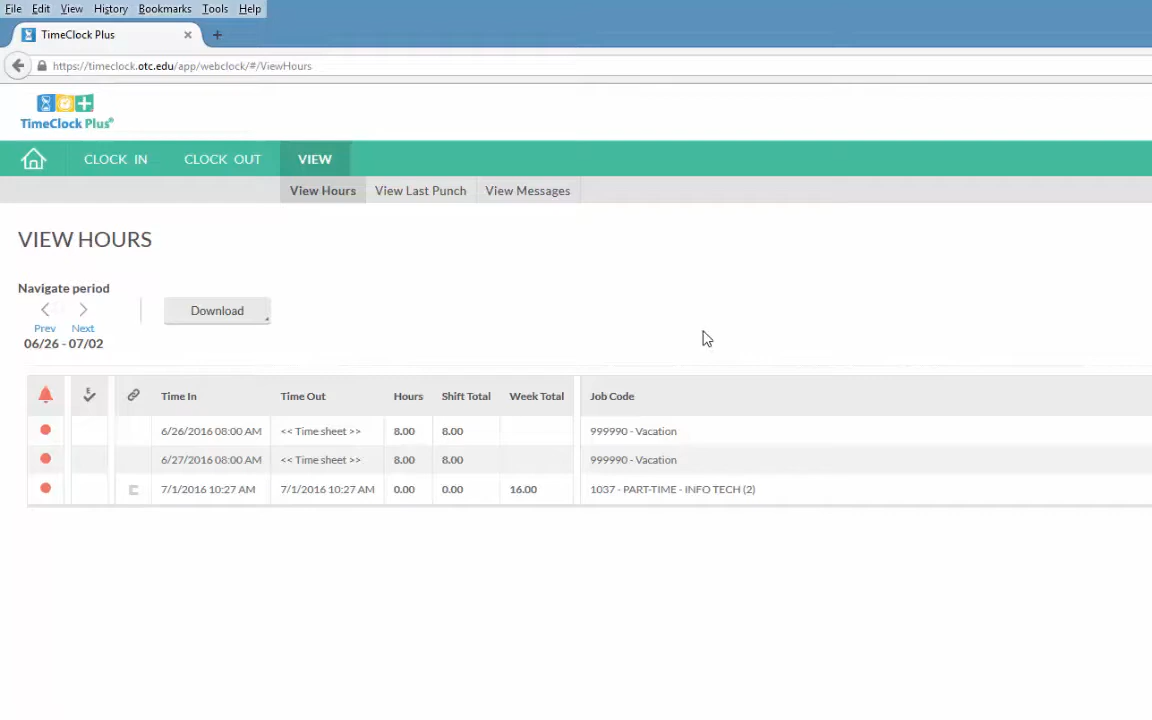 File Edit View History Bookmarks Tools Help
TimeClock Plus × +
https://timeclock.otc.edu/app/webclock/#/ViewHours
TimeClock Plus®
CLOCK IN CLOCK OUT VIEW
View Hours View Last Punch View Messages
VIEW HOURS
Navigate period
Download
Prev Next
06/26 - 07/02
E Time In Time Out Hours Shift Total Week Total Job Code
6/26/2016 08:00 AM << Time sheet >> 8.00 8.00 999990 - Vacation
6/27/2016 08:00 AM << Time sheet >> 8.00 8.00 999990 - Vacation
C 7/1/2016 10:27 AM 7/1/2016 10:27 AM 0.00 0.00 16.00 1037 - PART-TIME - INFO TECH (2)